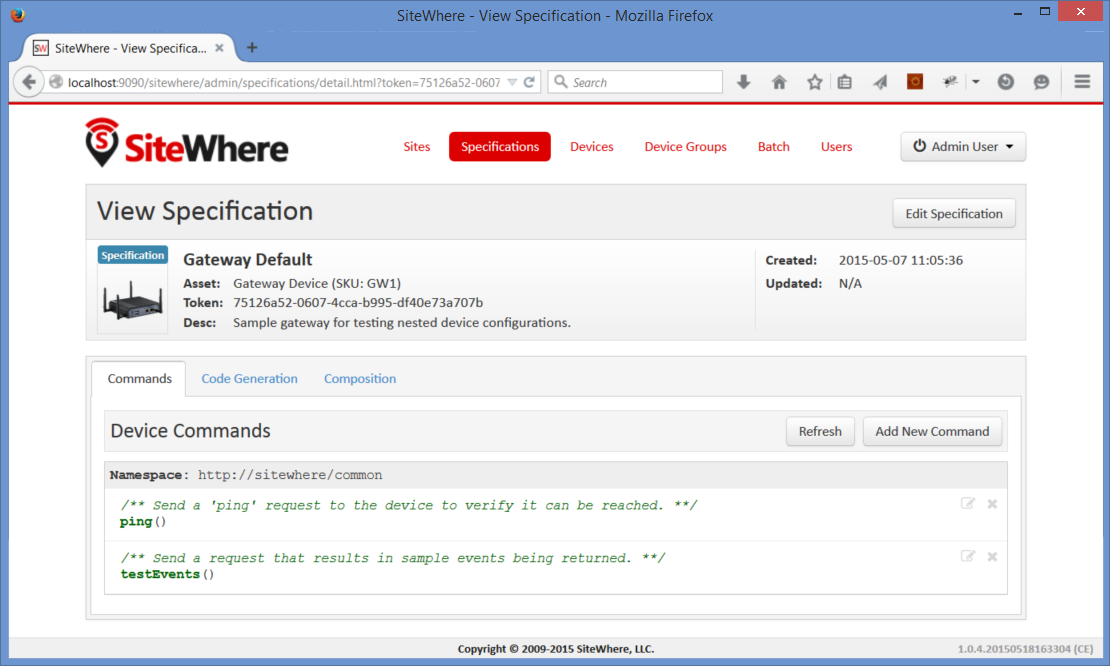 SiteWhere - View Specification - Mozilla Firefox
SW SiteWhere - View Specifica...
localhost:9090/sitewhere/admin/specifications/detail.html?token=75126a52-0607
Search
S SiteWhere
Sites Specifications Devices Device Groups Batch Users Admin User
View Specification
Edit Specification
Specification
Gateway Default
Asset: Gateway Device (SKU: GW1)
Token: 75126a52-0607-4cca-b995-df40e73a707b
Desc: Sample gateway for testing nested device configurations.
Created: 2015-05-07 11:05:36
Updated: N/A
Commands Code Generation Composition
Device Commands
Refresh Add New Command
Namespace: http://sitewhere/common
/** Send a 'ping' request to the device to verify it can be reached. **/
ping()
/** Send a request that results in sample events being returned. **/
testEvents()
Copyright © 2009-2015 SiteWhere, LLC.
1.0.4.20150518163304 (CE)